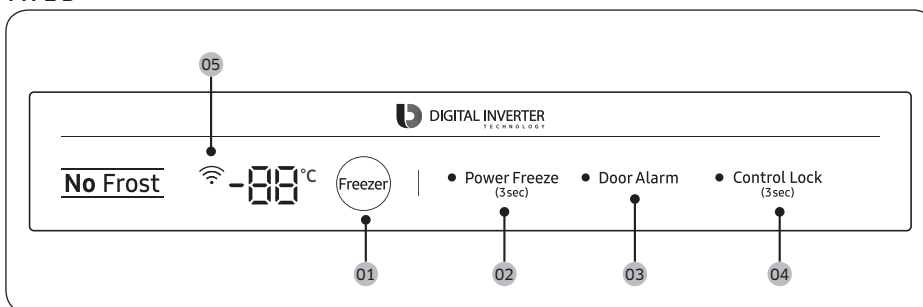 05
DIGITAL INVERTER
TECHNOLOGY
No Frost
-88°C
Freezer
Power Freeze
(3sec)
Door Alarm
Control Lock
(3sec)
01
02
03
04